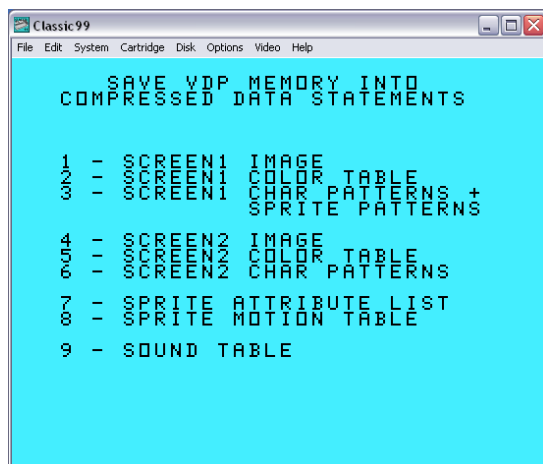 Classic99
File Edit System Cartridge Disk Options Video Help
SAVE VDP MEMORY INTO
COMPRESSED DATA STATEMENTS
1 - SCREEN1 IMAGE
2 - SCREEN1 COLOR TABLE
3 - SCREEN1 CHAR PATTERNS +
SPRITE PATTERNS
4 - SCREEN2 IMAGE
5 - SCREEN2 COLOR TABLE
6 - SCREEN2 CHAR PATTERNS
7 - SPRITE ATTRIBUTE LIST
8 - SPRITE MOTION TABLE
9 - SOUND TABLE